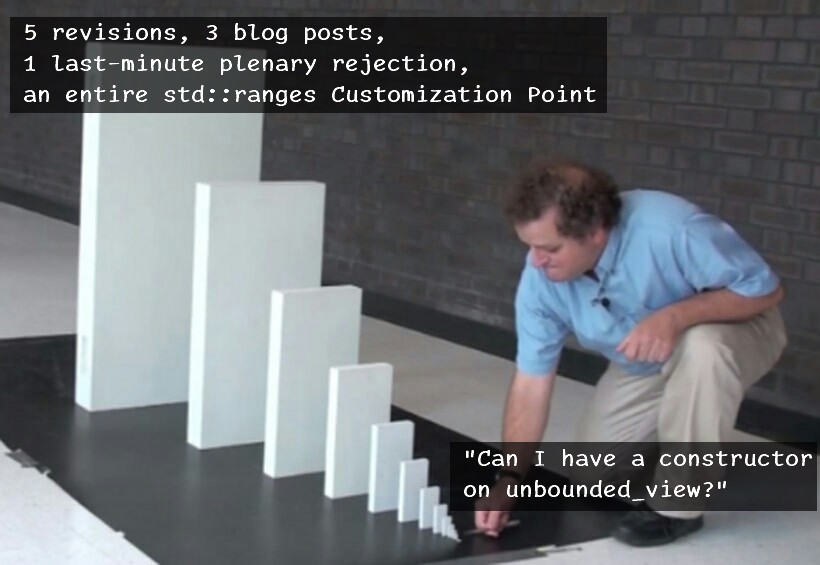 5 revisions, 3 blog posts,
1 last-minute plenary rejection,
an entire std::ranges Customization Point
"Can I have a constructor
on unbounded_view?"